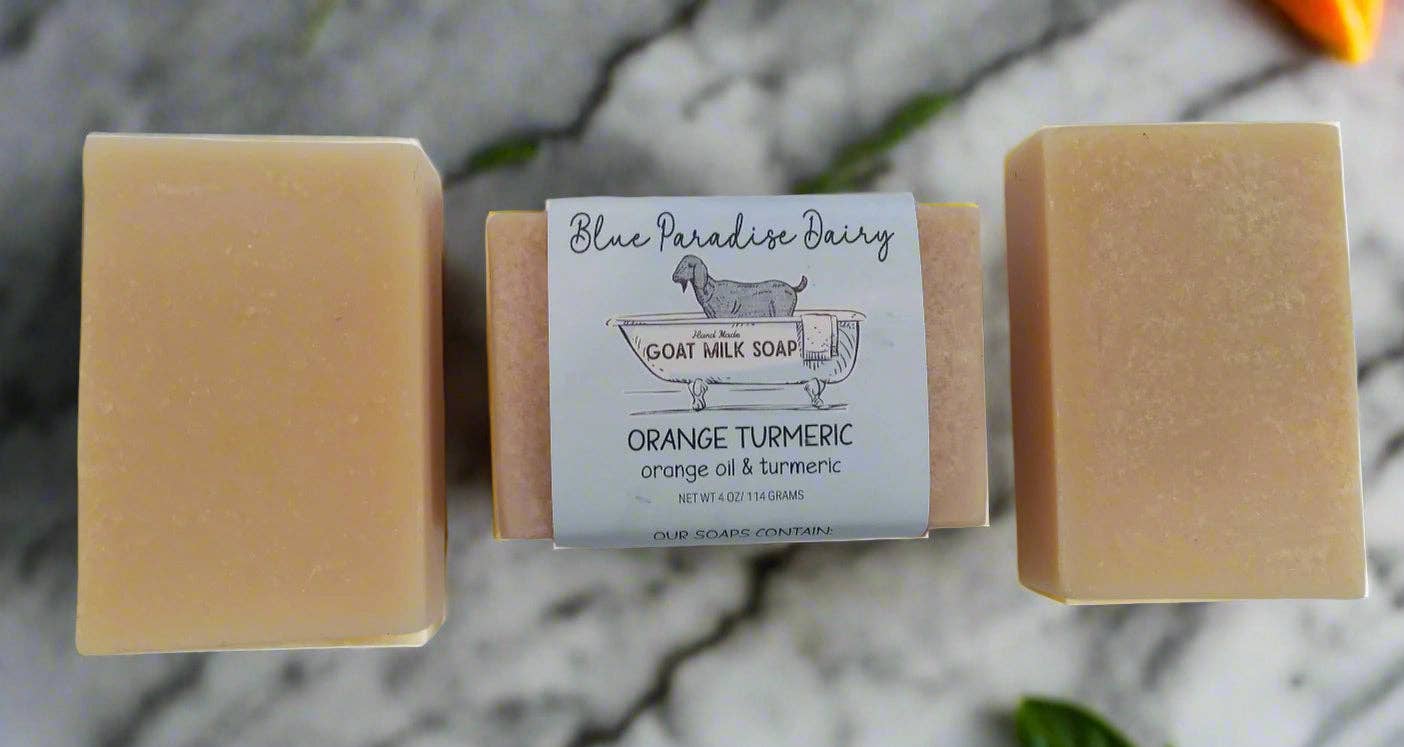 Blue Paradise Dairy
Hand Made
GOAT MILK SOAP
ORANGE TURMERIC
orange oil & turmeric
NET WT 4 OZ/ 114 GRAMS
OUR SOAPS CONTAIN: